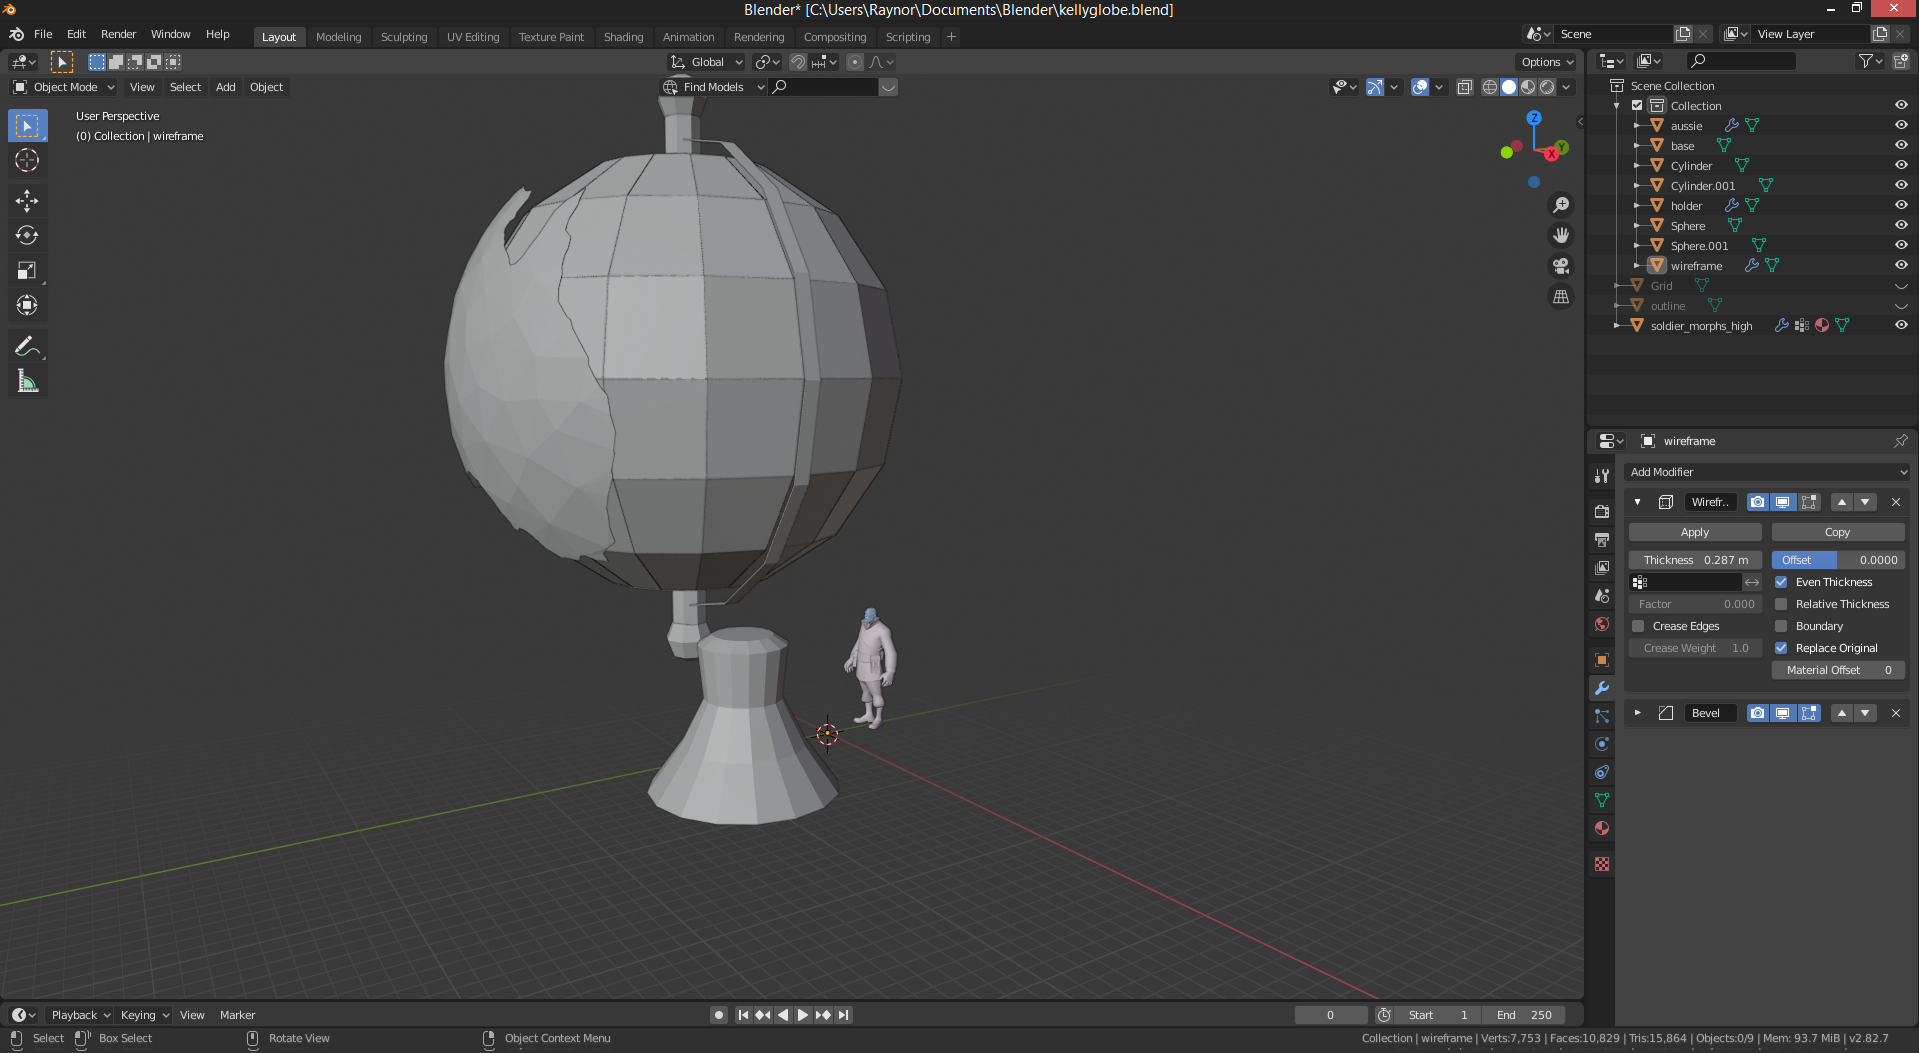 Blender* [C:\Users\Raynor\Documents\Blender\kellyglobe.blend]
File Edit Render Window Help Layout Modeling Sculpting UV Editing Texture Paint Shading Animation Rendering Compositing Scripting + Scene View Layer
Global Options
Object Mode View Select Add Object Find Models
User Perspective
(0) Collection | wireframe
Z
Y
X
Scene Collection
Collection
aussie
base
Cylinder
Cylinder.001
holder
Sphere
Sphere.001
wireframe
Grid
outline
soldier_morphs_high
wireframe
Add Modifier
Wirefr..
Apply Copy
Thickness 0.287 m Offset 0.0000
Even Thickness
Factor 0.000 Relative Thickness
Crease Edges Boundary
Crease Weight 1.0 Replace Original
Material Offset 0
Bevel
Playback Keying View Marker 0 Start 1 End 250
Select Box Select Rotate View Object Context Menu Collection | wireframe | Verts:7,753 | Faces:10,829 | Tris:15,864 | Objects:0/9 | Mem: 93.7 MiB | v2.82.7